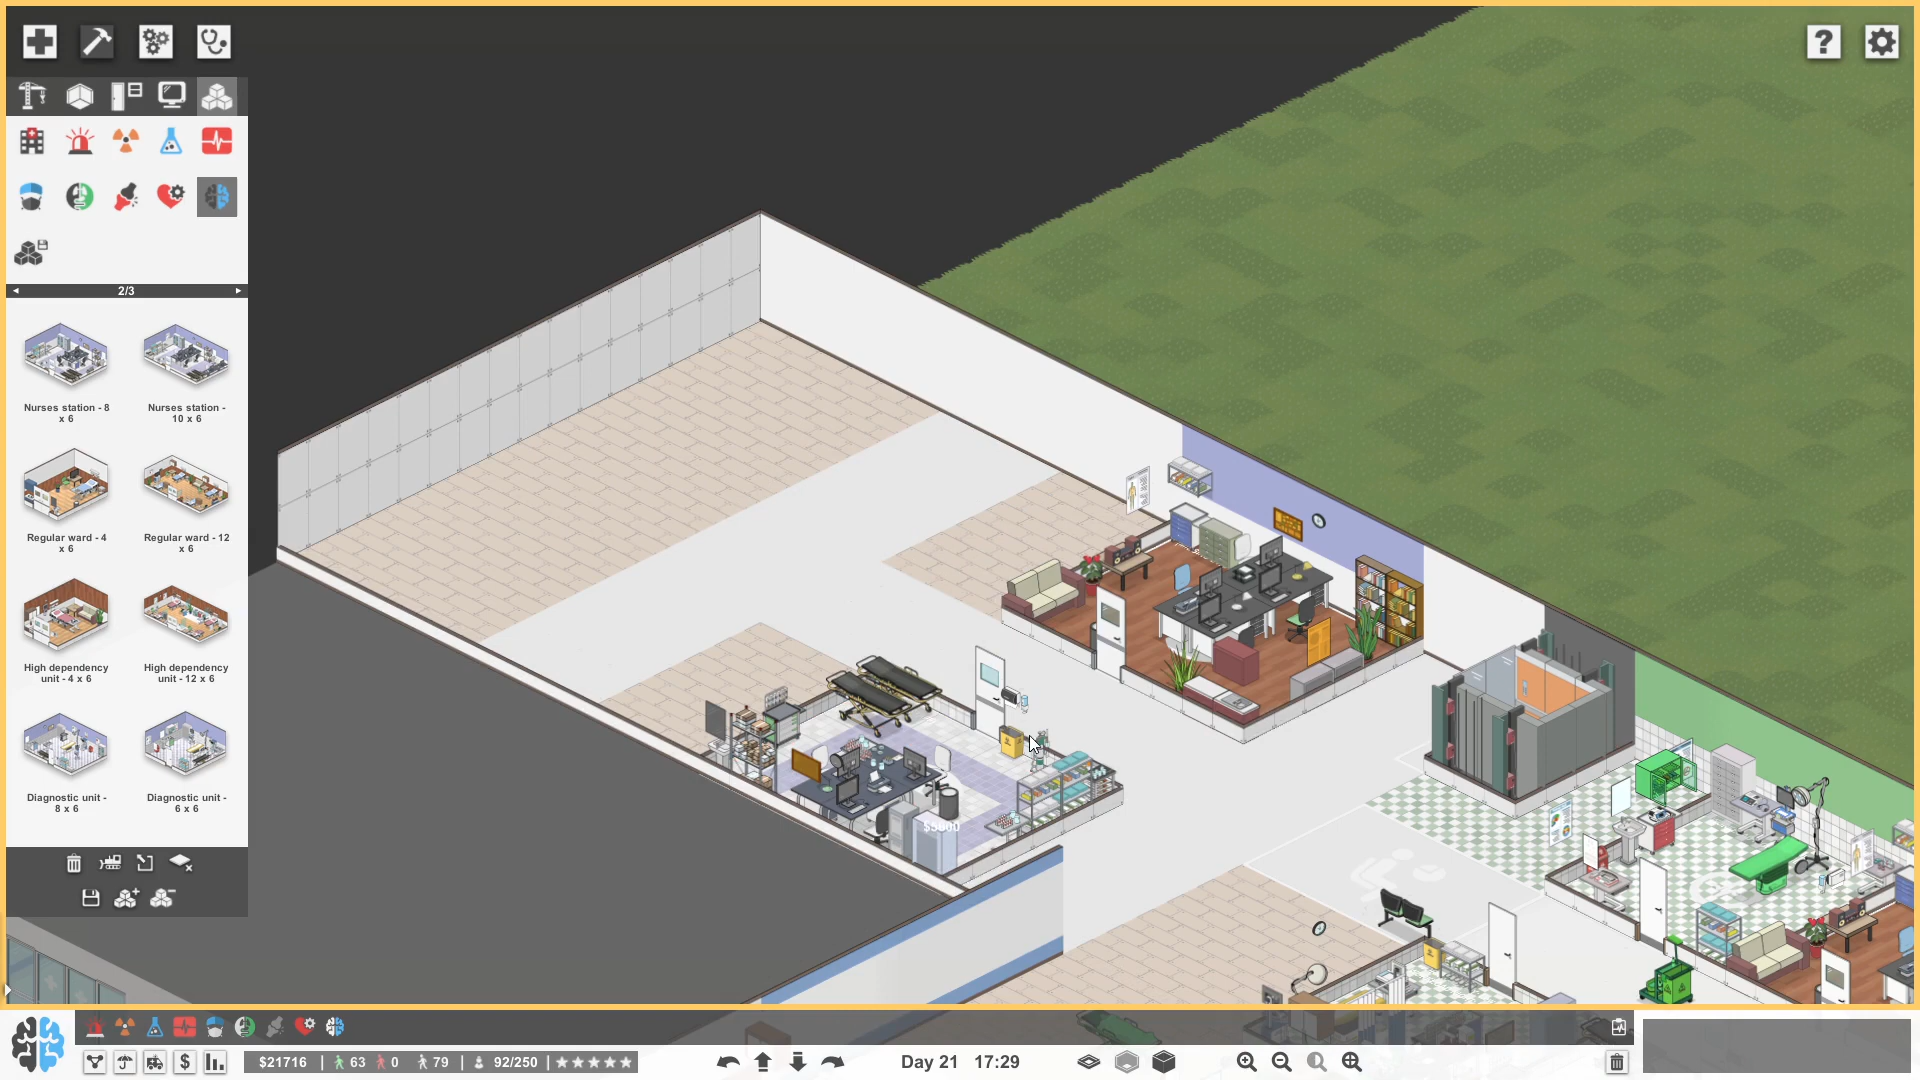 2/3
Nurses station - 8
x 6
Nurses station -
10 x 6
Regular ward - 4
x 6
Regular ward - 12
x 6
High dependency
unit - 4 x 6
High dependency
unit - 12 x 6
Diagnostic unit -
8 x 6
Diagnostic unit -
6 x 6
$5800
$21716 | 63 0 79 | 92/250 |
Day 21 17:29